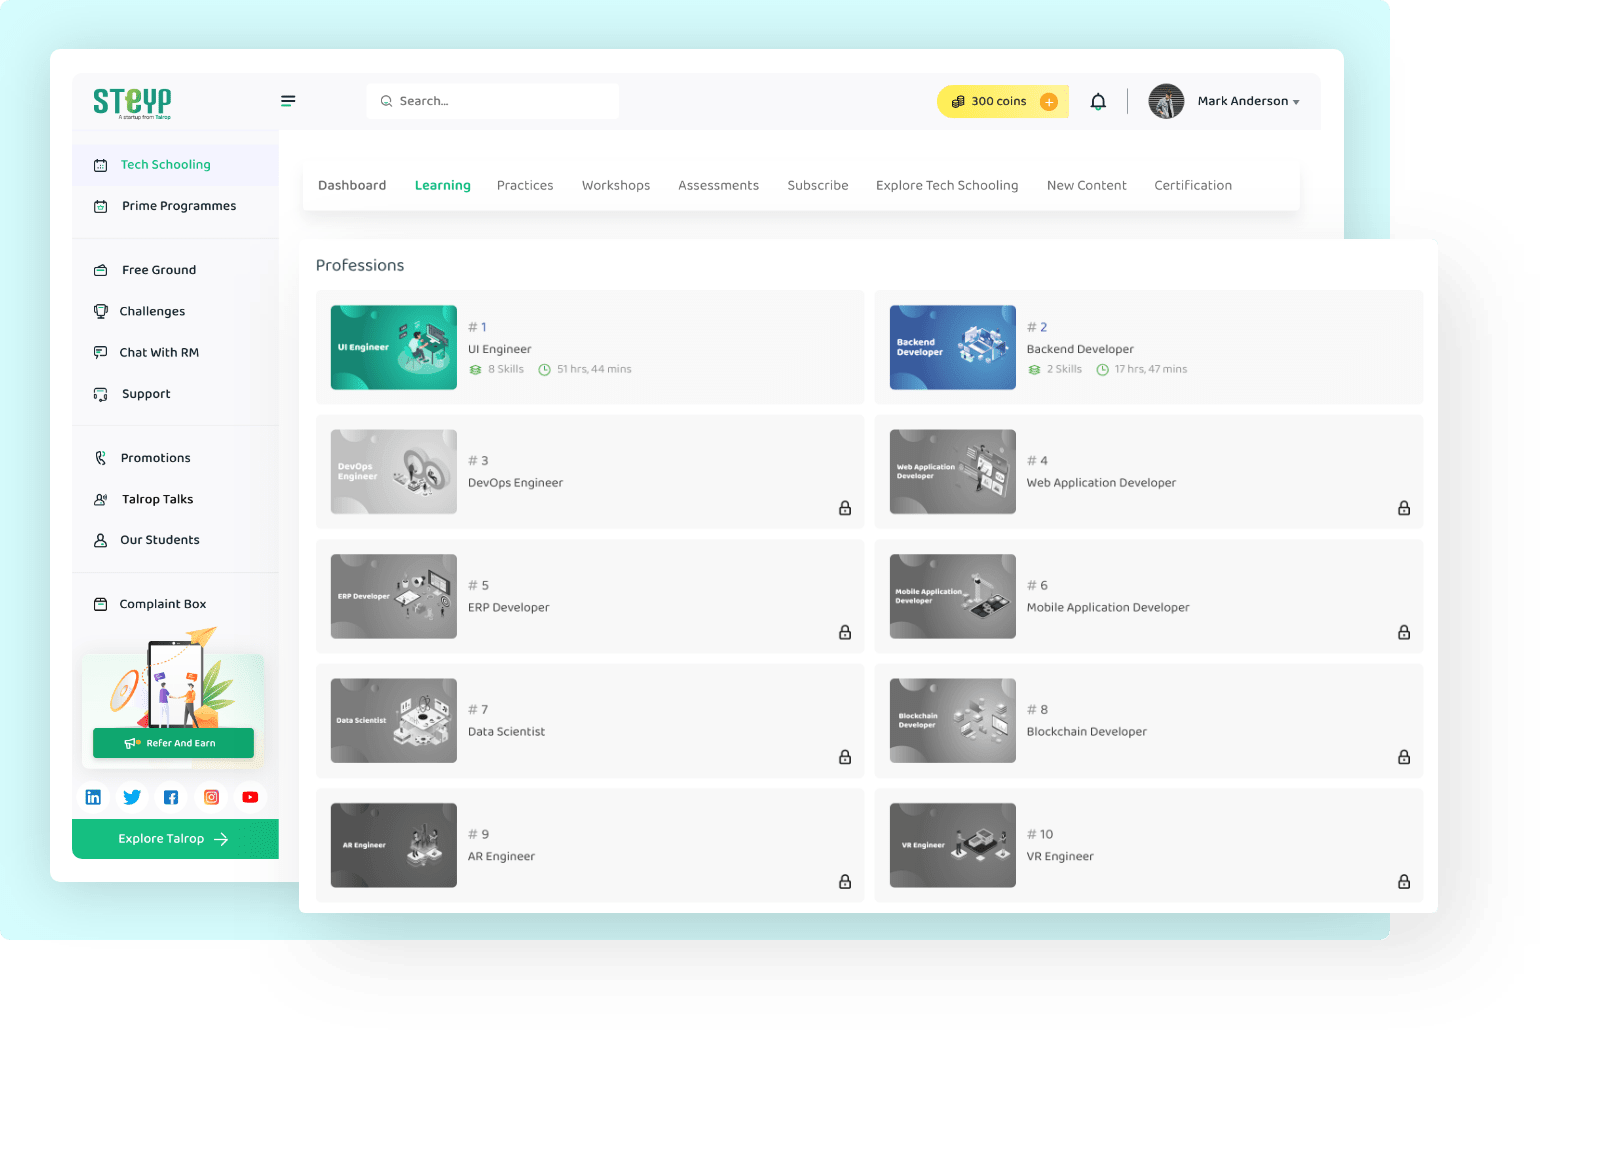 STEYP
A startup from Talrop
Search...
300 coins
Mark Anderson
Tech Schooling
Prime Programmes
Free Ground
Challenges
Chat With RM
Support
Promotions
Talrop Talks
Our Students
Complaint Box
Refer And Earn
Explore Talrop
Dashboard Learning Practices Workshops Assessments Subscribe Explore Tech Schooling New Content Certification
Professions
UI Engineer
# 1
UI Engineer
8 Skills 51 hrs, 44 mins
Backend
Developer
# 2
Backend Developer
2 Skills 17 hrs, 47 mins
DevOps
Engineer
# 3
DevOps Engineer
Web Application
Developer
# 4
Web Application Developer
ERP Developer
# 5
ERP Developer
Mobile Application
Developer
# 6
Mobile Application Developer
Data Scientist
# 7
Data Scientist
Blockchain
Developer
# 8
Blockchain Developer
AR Engineer
# 9
AR Engineer
VR Engineer
# 10
VR Engineer